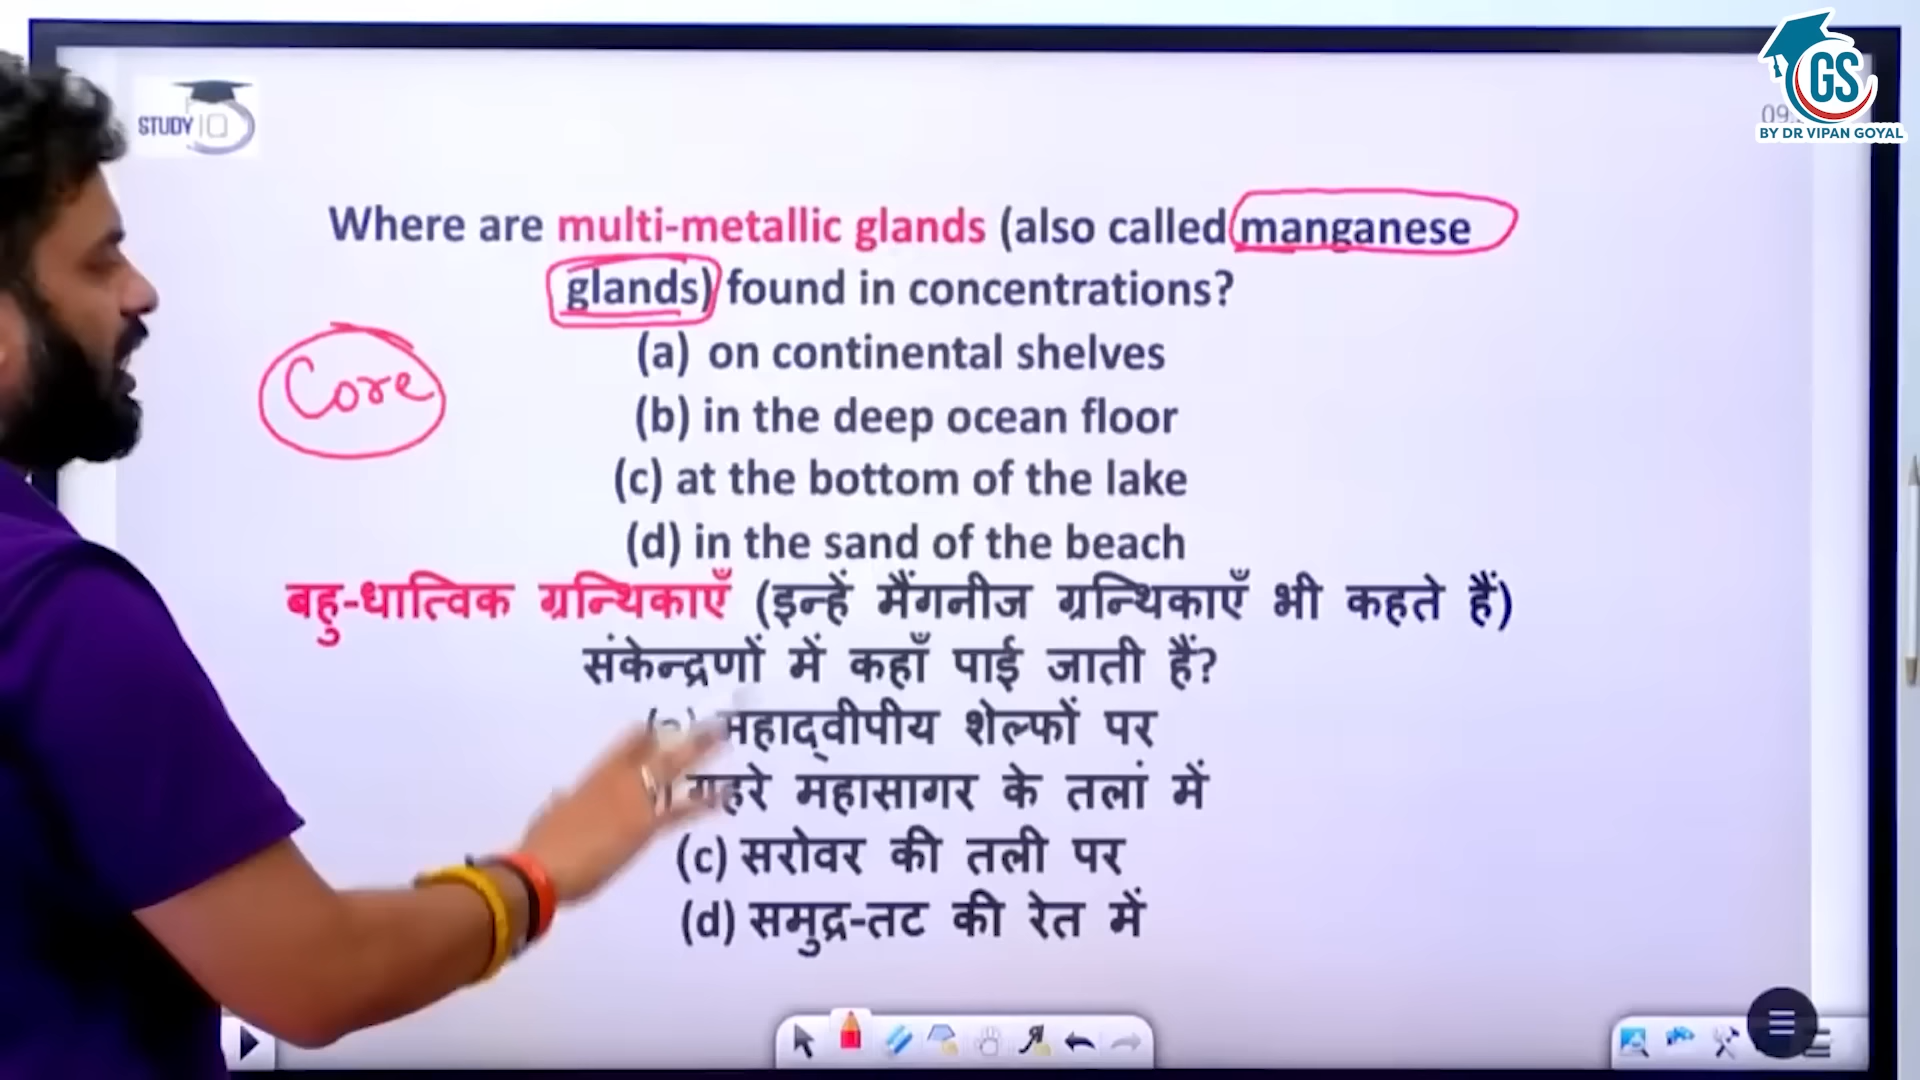 STUDY IQ
GS
09
BY DR VIPAN GOYAL
Where are multi-metallic glands (also called manganese
glands) found in concentrations?
Core
(a) on continental shelves
(b) in the deep ocean floor
(c) at the bottom of the lake
(d) in the sand of the beach
बहु-धात्विक ग्रन्थिकाएँ (इन्हें मैंगनीज ग्रन्थिकाएँ भी कहते हैं)
संकेन्द्रणों में कहाँ पाई जाती हैं?
महाद्वीपीय शेल्फों पर
गहरे महासागर के तलां में
(c) सरोवर की तली पर
(d) समुद्र-तट की रेत में